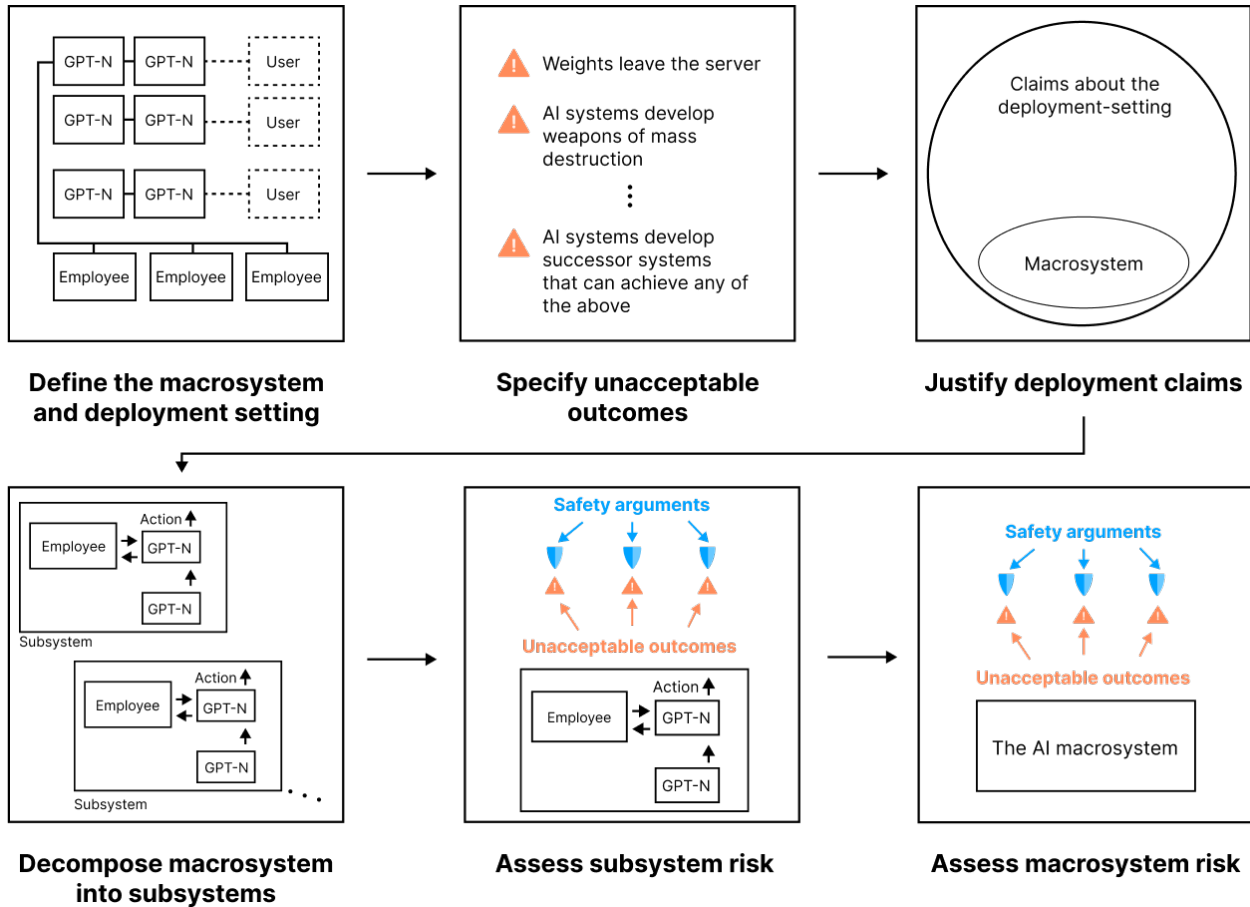 GPT-N GPT-N User
GPT-N GPT-N User
GPT-N GPT-N User
Employee Employee Employee
Define the macrosystem
and deployment setting
Weights leave the server
AI systems develop
weapons of mass
destruction
AI systems develop
successor systems
that can achieve any of
the above
Specify unacceptable
outcomes
Claims about the
deployment-setting
Macrosystem
Justify deployment claims
Action
Employee
GPT-N
GPT-N
Subsystem
Action
Employee
GPT-N
GPT-N
Subsystem
Decompose macrosystem
into subsystems
Safety arguments
Unacceptable outcomes
Action
Employee
GPT-N
GPT-N
Assess subsystem risk
Safety arguments
Unacceptable outcomes
The AI macrosystem
Assess macrosystem risk